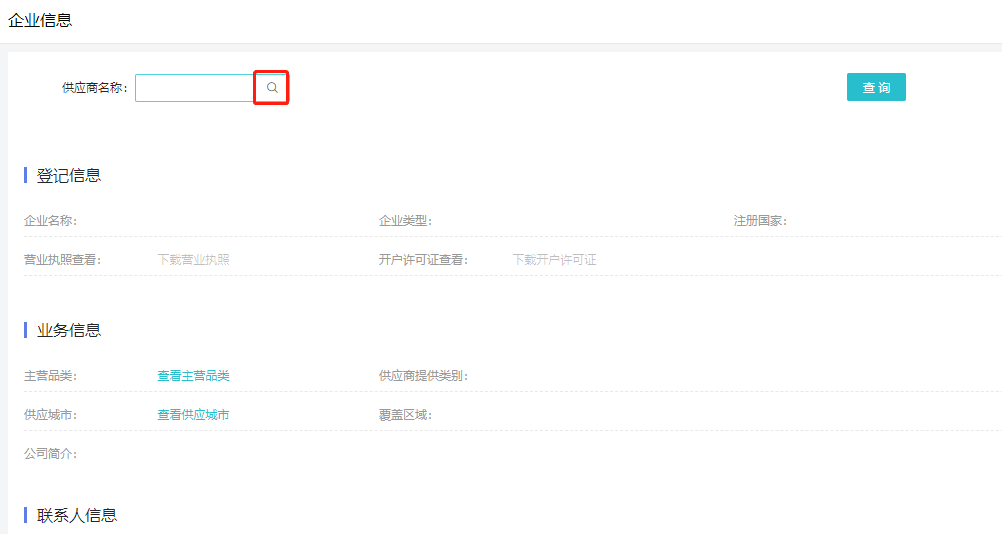 企业信息
供应商名称: 查 询
登记信息
企业名称: 企业类型: 注册国家:
营业执照查看: 下载营业执照 开户许可证查看: 下载开户许可证
业务信息
主营品类: 查看主营品类 供应商提供类别:
供应城市: 查看供应城市 覆盖区域:
公司简介:
联系人信息